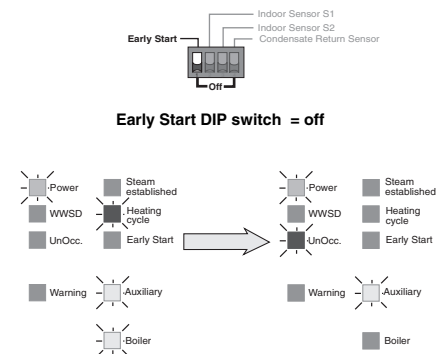 Indoor Sensor S1
Indoor Sensor S2
Early Start
Condensate Return Sensor
Off
Early Start DIP switch = off
Power
Steam
established
WWSD
Heating
cycle
UnOcc.
Early Start
Warning
Auxiliary
Boiler
Power
Steam
established
WWSD
Heating
cycle
UnOcc.
Early Start
Warning
Auxiliary
Boiler